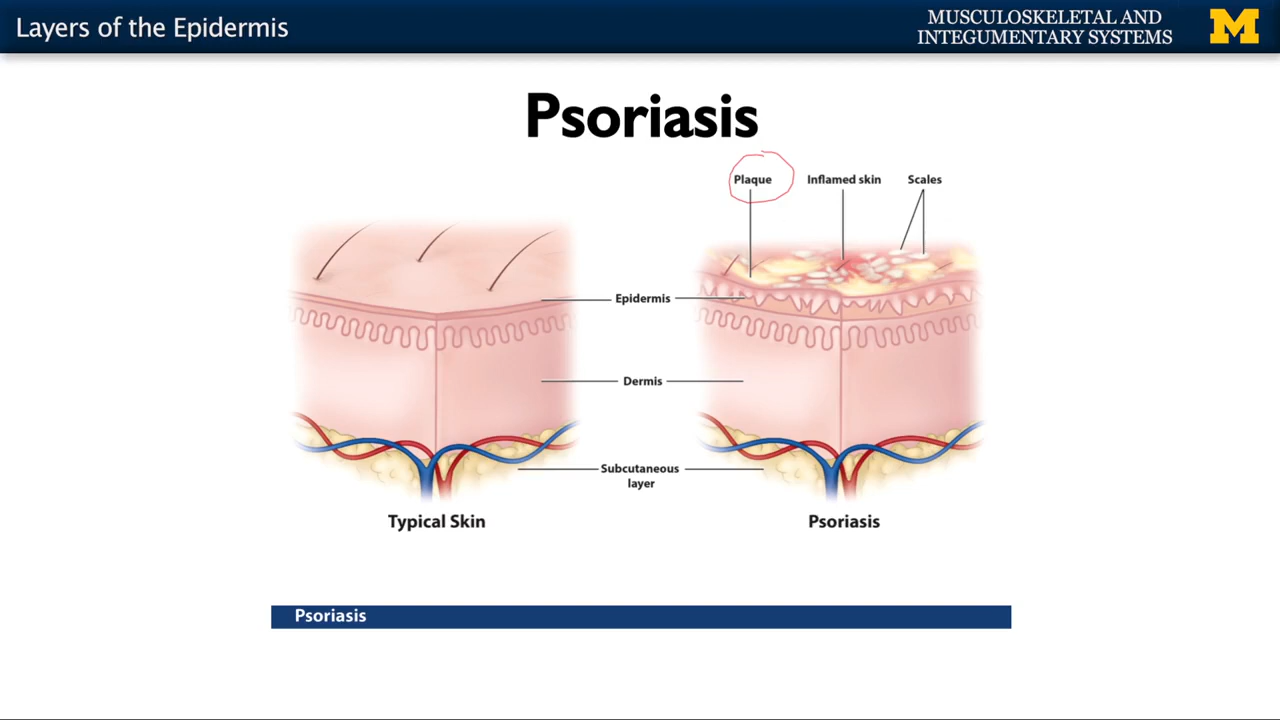 Layers of the Epidermis
MUSCULOSKELETAL AND
INTEGUMENTARY SYSTEMS
M
Psoriasis
Plaque
Inflamed skin
Scales
Epidermis
Dermis
Subcutaneous
layer
Typical Skin
Psoriasis
Psoriasis